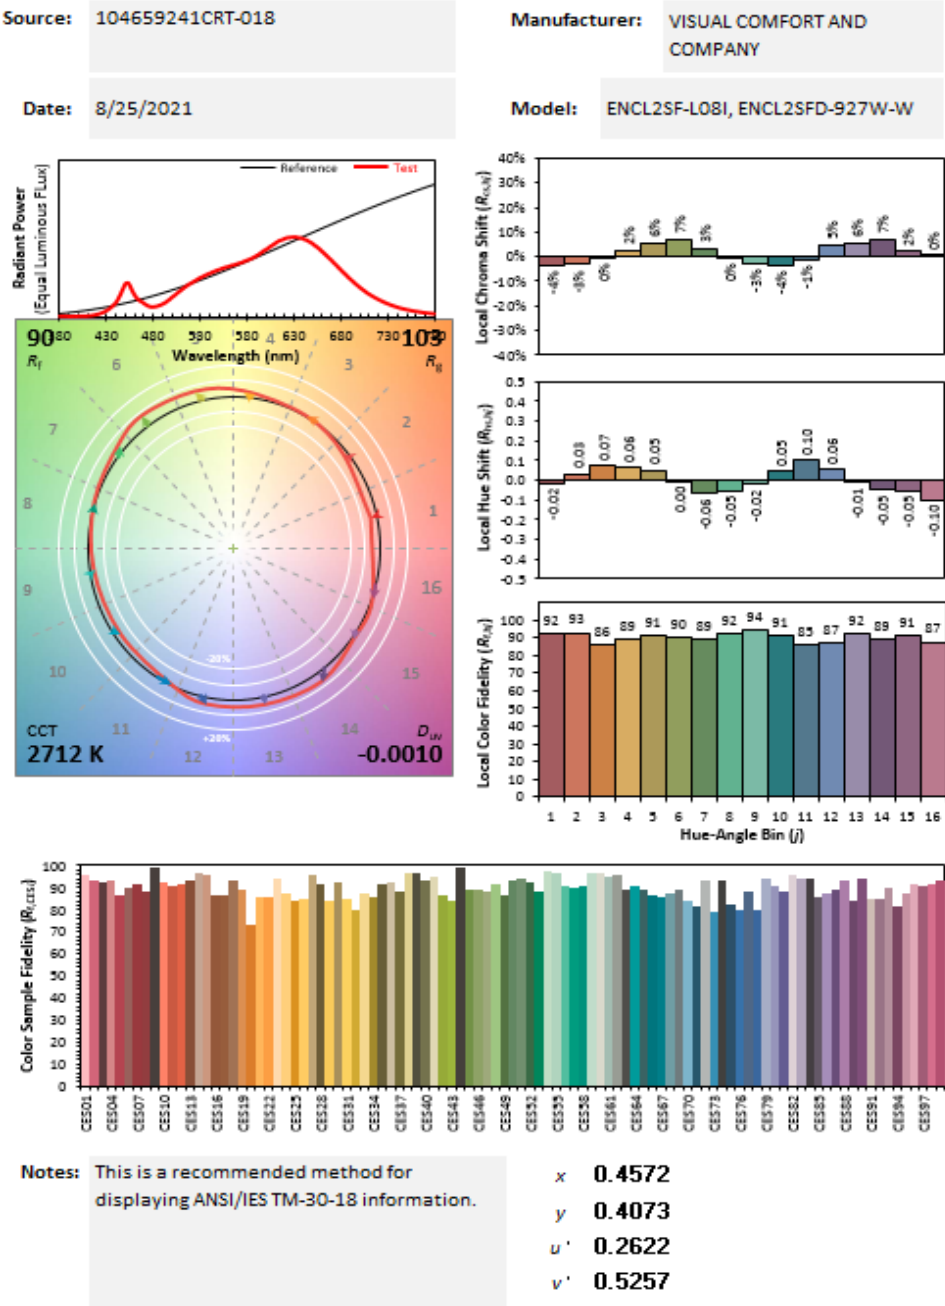 Source: 104659241CRT-018
Manufacturer: VISUAL COMFORT AND
COMPANY
Date: 8/25/2021
Model: ENCL2SF-L08I, ENCL2SFD-927W-W
Radiant Power
(Equal Luminous FLux)
Reference Test
430 480 530 580 630 680 730
Wavelength (nm)
90
Rf
103
Rg
1
2
3
4
5
6
7
8
9
10
11
12
13
14
15
16
-20%
+20%
CCT
2712 K
Duv
-0.0010
Local Chroma Shift (Rcs,hj)
40%
30%
20%
10%
0%
-10%
-20%
-30%
-40%
-4% -3% 0% 2% 6% 7% 3% 0% -3% -4% -1% 5% 6% 7% 2% 0%
Local Hue Shift (Rhs,hj)
0.5
0.4
0.3
0.2
0.1
0.0
-0.1
-0.2
-0.3
-0.4
-0.5
-0.02 0.03 0.07 0.06 0.05 0.00 -0.06 -0.05 -0.02 0.05 0.10 0.06 -0.01 -0.05 -0.05 -0.10
Local Color Fidelity (Rf,hj)
100
90
80
70
60
50
40
30
20
10
0
92 93 86 89 91 90 89 92 94 91 85 87 92 89 91 87
1 2 3 4 5 6 7 8 9 10 11 12 13 14 15 16
Hue-Angle Bin (j)
Color Sample Fidelity (Rf,CESi)
100
90
80
70
60
50
40
30
20
10
0
CES01 CES04 CES07 CES10 CES13 CES16 CES19 CES22 CES25 CES28 CES31 CES34 CES37 CES40 CES43 CES46 CES49 CES52 CES55 CES58 CES61 CES64 CES67 CES70 CES73 CES76 CES79 CES82 CES85 CES88 CES91 CES94 CES97
Notes: This is a recommended method for
displaying ANSI/IES TM-30-18 information.
x 0.4572
y 0.4073
u' 0.2622
v' 0.5257